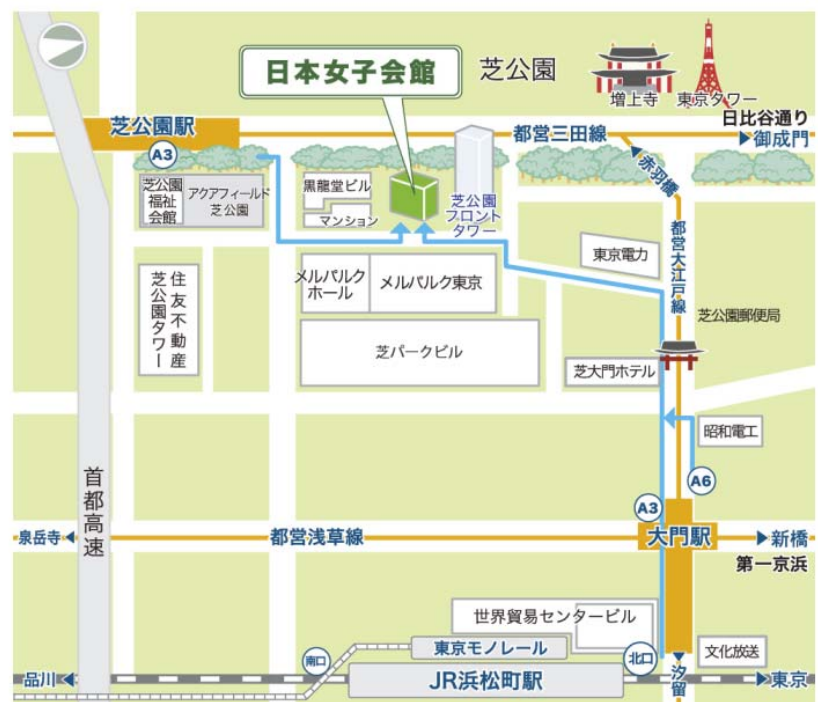 日本女子会館
芝公園
増上寺
東京タワー
日比谷通り
芝公園駅
都営三田線
▶御成門
A3
赤羽橋
芝公園
福祉
会館
アクアフィールド
芝公園
黒龍堂ビル
マンション
芝公園
フロント
タワー
都営大江戸線
東京電力
住友不動産
芝公園タワー
メルパルク
ホール
メルパルク東京
芝公園郵便局
芝パークビル
芝大門ホテル
昭和電工
首都高速
A6
A3
泉岳寺◀
都営浅草線
大門駅
▶新橋
第一京浜
世界貿易センタービル
東京モノレール
文化放送
南口
北口
品川◀
JR浜松町駅
汐留
▶東京